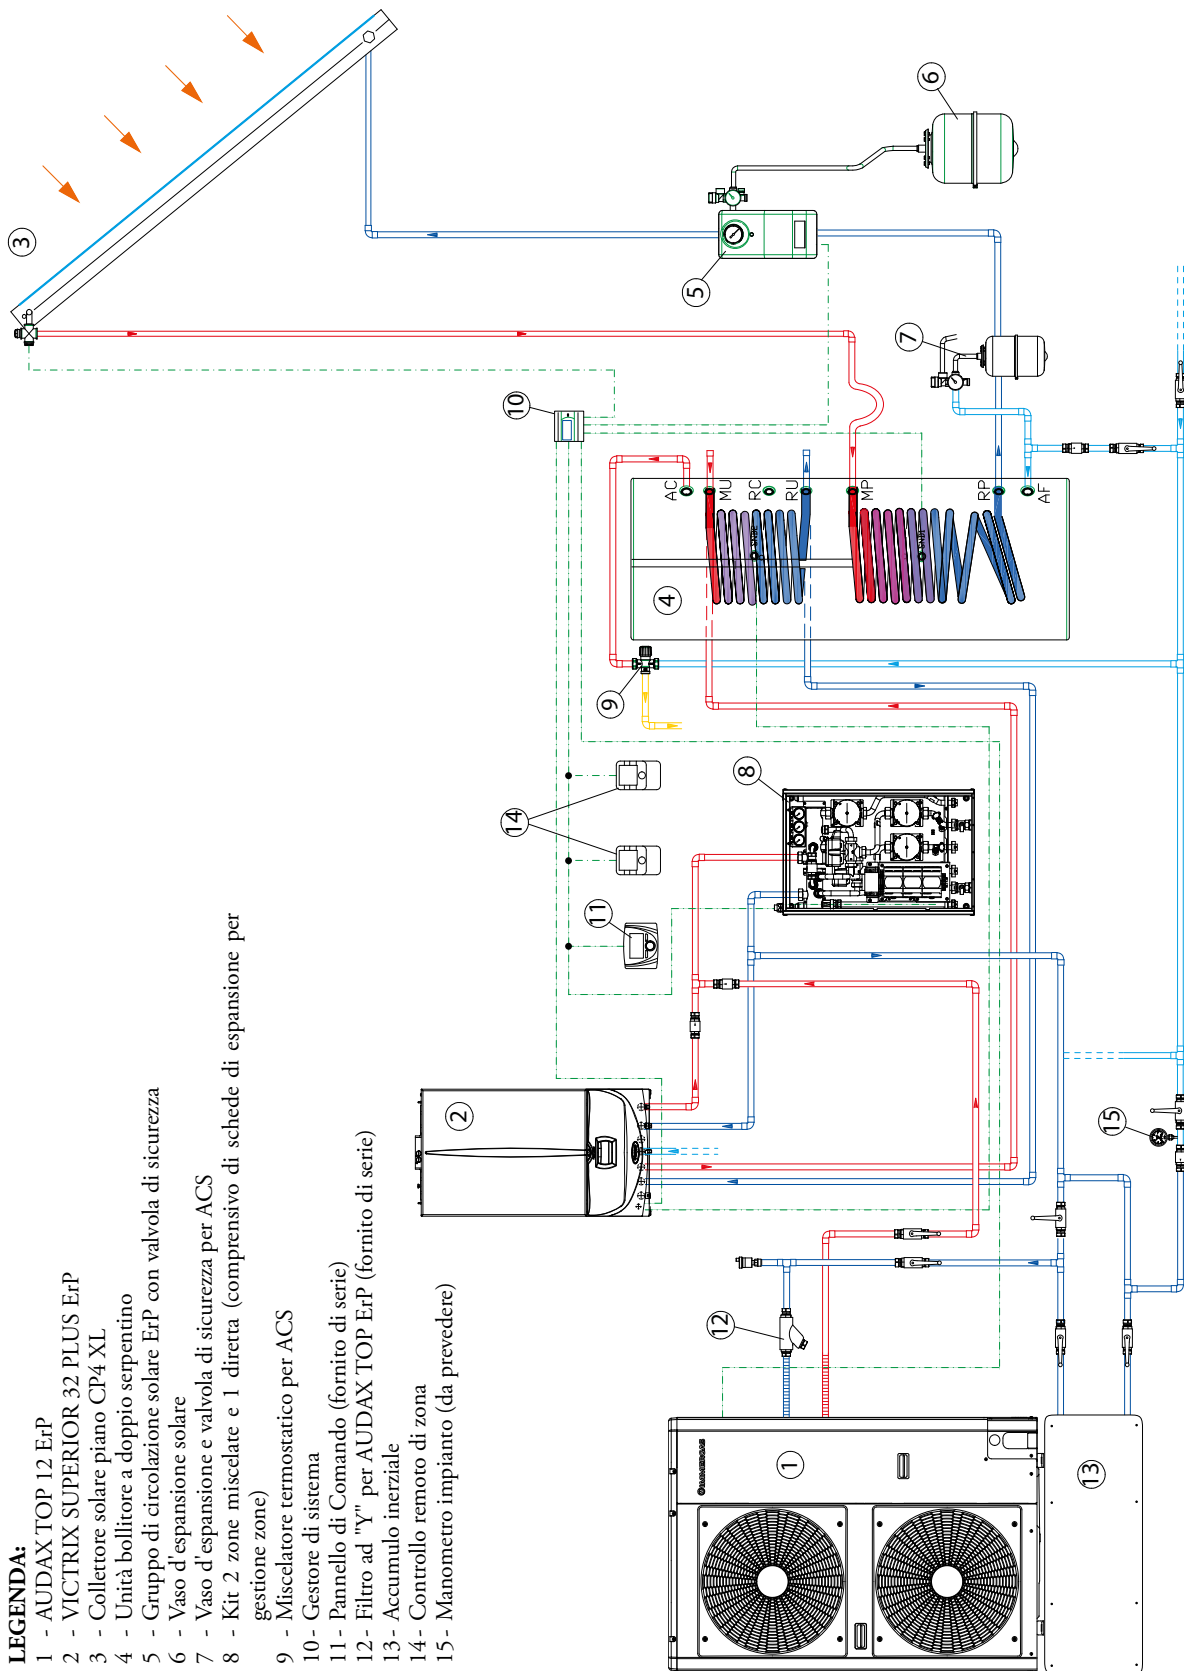 LEGENDA:
1 - AUDAX TOP 12 ErP
2 - VICTRIX SUPERIOR 32 PLUS ErP
3 - Collettore solare piano CP4 XL
4 - Unità bollitore a doppio serpentino
5 - Gruppo di circolazione solare ErP con valvola di sicurezza
6 - Vaso d'espansione solare
7 - Vaso d'espansione e valvola di sicurezza per ACS
8 - Kit 2 zone miscelate e 1 diretta (comprensivo di schede di espansione per
gestione zone)
9 - Miscelatore termostatico per ACS
10- Gestore di sistema
11- Pannello di Comando (fornito di serie)
12- Filtro ad "Y" per AUDAX TOP ErP (fornito di serie)
13- Accumulo inerziale
14- Controllo remoto di zona
15- Manometro impianto (da prevedere)
1
IMMERGAS
13
12
15
2
11
14
8
9
10
4
AC
MU
RC
RU
MP
RP
AF
7
5
6
3